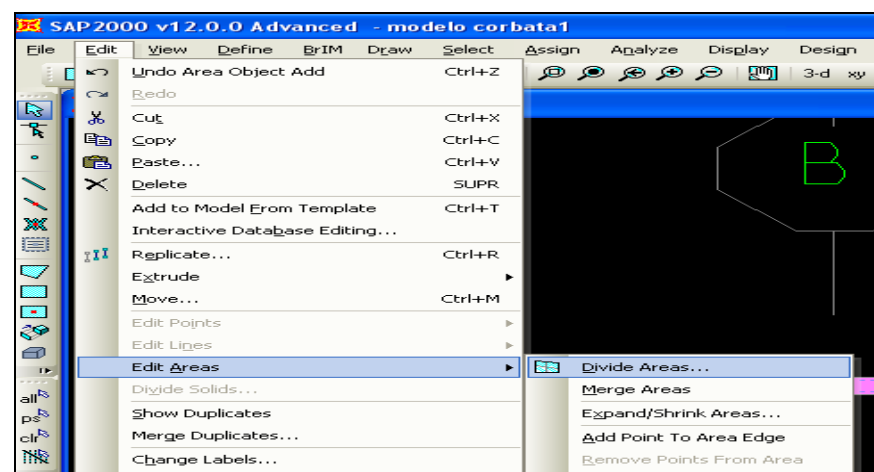 SAP2000 v12.0.0 Advanced - modelo corbata1
File Edit View Define BrIM Draw Select Assign Analyze Display Design
Undo Area Object Add Ctrl+Z
3-d xy
Redo
Cut Ctrl+X
Copy Ctrl+C
B
Paste... Ctrl+V
Delete SUPR
Add to Model From Template Ctrl+T
Interactive Database Editing...
Replicate... Ctrl+R
Extrude
Move... Ctrl+M
Edit Points
Edit Lines
Edit Areas
Divide Areas...
Divide Solids...
Merge Areas
all
Show Duplicates
Expand/Shrink Areas...
ps
Merge Duplicates...
Add Point To Area Edge
clr
Change Labels...
Remove Points From Area